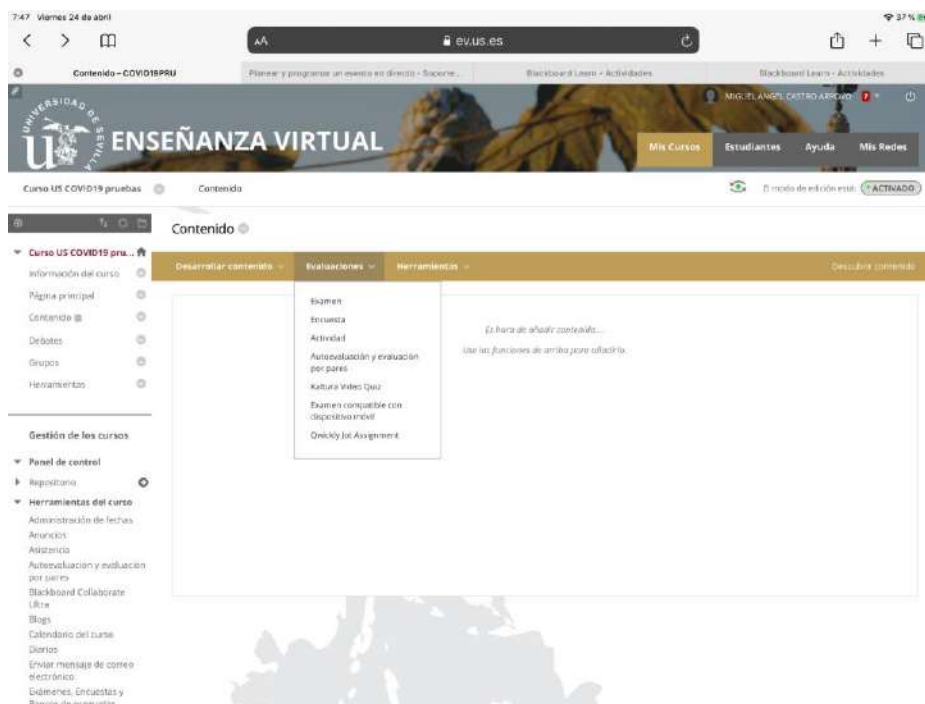 7:47 Viernes 24 de abril
37 %
AA
ev.us.es
Contenido – COVID19PRU
Planear y programar un evento en directo - Soporte...
Blackboard Learn - Actividades
Blackboard Learn - Actividades
UNIVERSIDAD DE SEVILLA
ENSEÑANZA VIRTUAL
MIGUEL ANGEL CASTRO ARROYO
7
Mis Cursos
Estudiantes
Ayuda
Mis Redes
Curso US COVID19 pruebas
Contenido
El modo de edición está:
ACTIVADO
Contenido
Curso US COVID19 pru...
Información del curso
Página principal
Contenido
Debates
Grupos
Herramientas
Gestión de los cursos
Panel de control
Repositorio
Herramientas del curso
Administración de fechas
Anuncios
Asistencia
Autoevaluación y evaluación
por pares
Blackboard Collaborate
Ultra
Blogs
Calendario del curso
Diarios
Enviar mensaje de correo
electrónico
Exámenes, Encuestas y
Desarrollar contenido
Evaluaciones
Herramientas
Descubrir contenido
Examen
Encuesta
Actividad
Autoevaluación y evaluación
por pares
Kaltura Video Quiz
Examen compatible con
dispositivo móvil
Qwickly Jot Assignment
Es hora de añadir contenido...
Use las funciones de arriba para añadirlo.